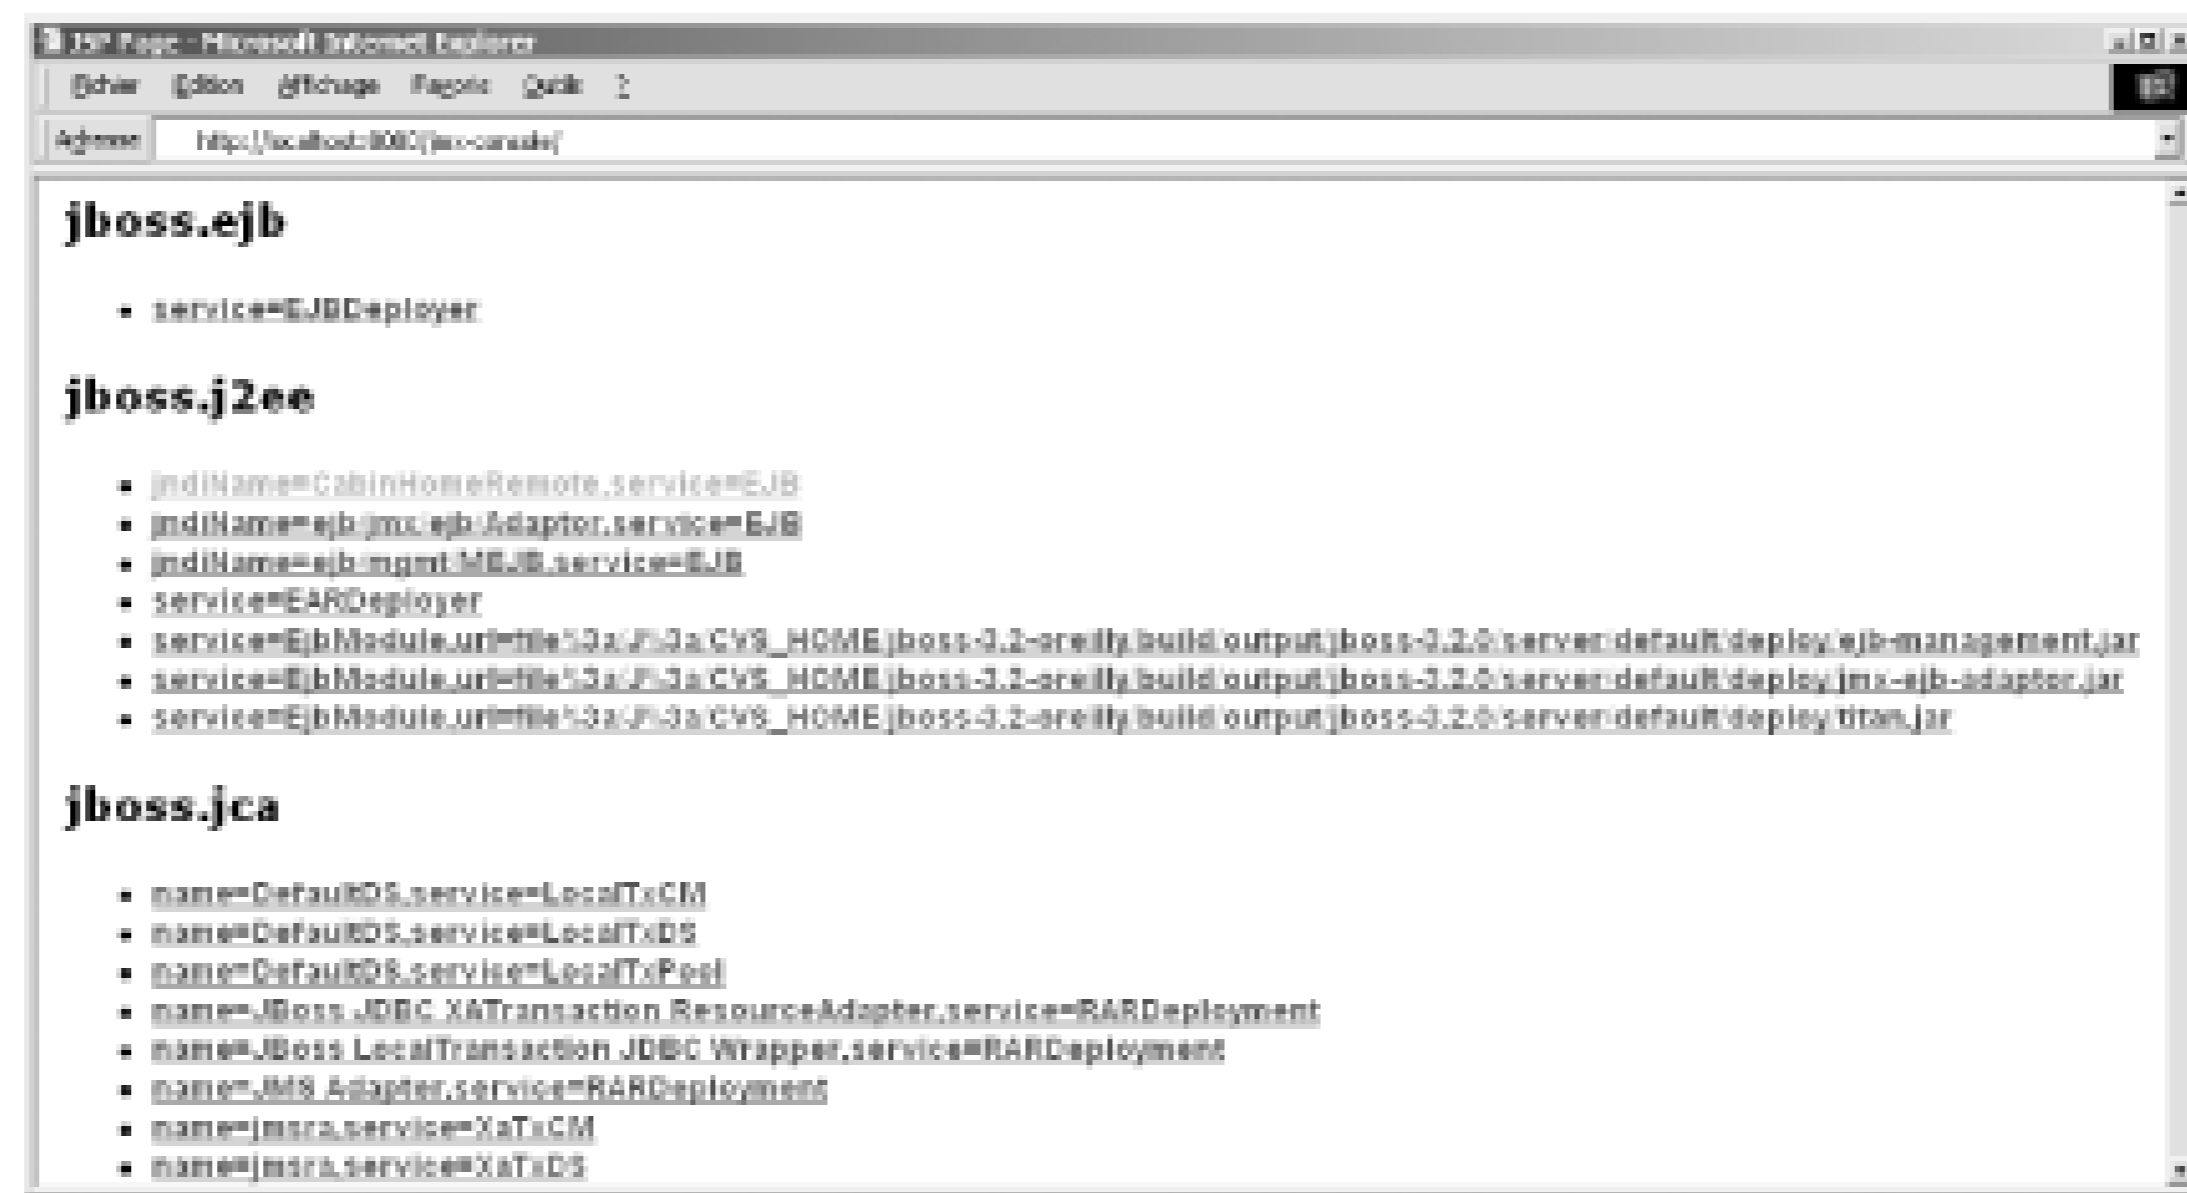 JSP Page - Microsoft Internet Explorer
Fichier Edition Affichage Favoris Outils ?
Adresse http://localhost:8080/jmx-console/
jboss.ejb
service=EJBDeployer
jboss.j2ee
jndiName=CabinHomeRemote,service=EJB
jndiName=ejb/jmx/ejb/Adaptor,service=EJB
jndiName=ejb/mgmt/MEJB,service=EJB
service=EARDeployer
service=EjbModule,url=file\:3a/J\:3a/CVS_HOME/jboss-3.2-oreilly/build/output/jboss-3.2.0/server/default/deploy/ejb-management.jar
service=EjbModule,url=file\:3a/J\:3a/CVS_HOME/jboss-3.2-oreilly/build/output/jboss-3.2.0/server/default/deploy/jmx-ejb-adaptor.jar
service=EjbModule,url=file\:3a/J\:3a/CVS_HOME/jboss-3.2-oreilly/build/output/jboss-3.2.0/server/default/deploy/titan.jar
jboss.jca
name=DefaultDS,service=LocalTxCM
name=DefaultDS,service=LocalTxDS
name=DefaultDS,service=LocalTxPool
name=JBoss JDBC XATransaction ResourceAdapter,service=RARDeployment
name=JBoss LocalTransaction JDBC Wrapper,service=RARDeployment
name=JMS Adapter,service=RARDeployment
name=jmsra,service=XaTxCM
name=jmsra,service=XaTxDS